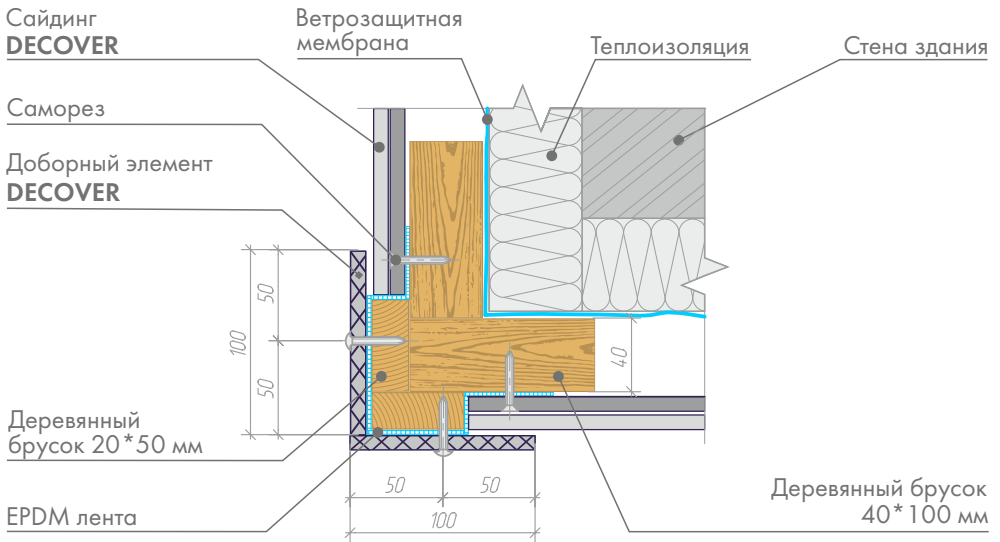 Сайдинг
DECOVER
Ветрозащитная
мембрана
Теплоизоляция
Стена здания
Саморез
Доборный элемент
DECOVER
50
100
50
40
Деревянный
брусок 20*50 мм
50
50
100
EPDM лента
Деревянный брусок
40*100 мм